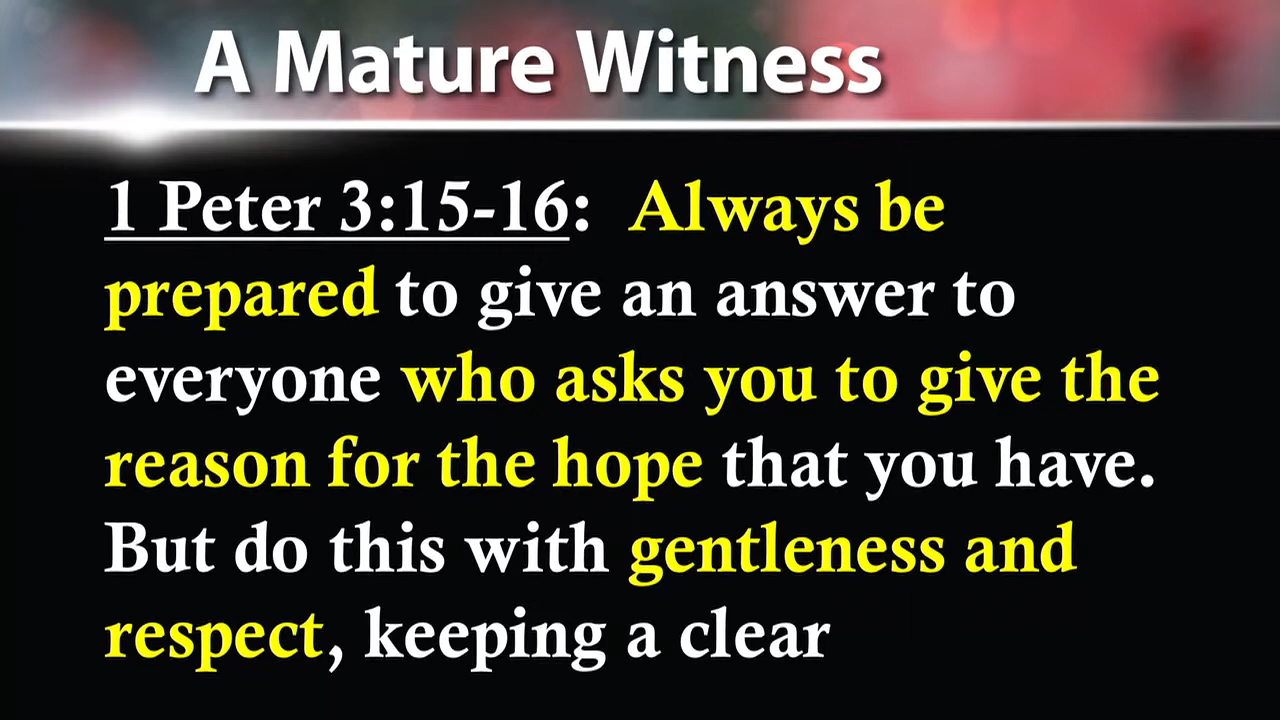 A Mature Witness
1 Peter 3:15-16: Always be
prepared to give an answer to
everyone who asks you to give the
reason for the hope that you have.
But do this with gentleness and
respect, keeping a clear